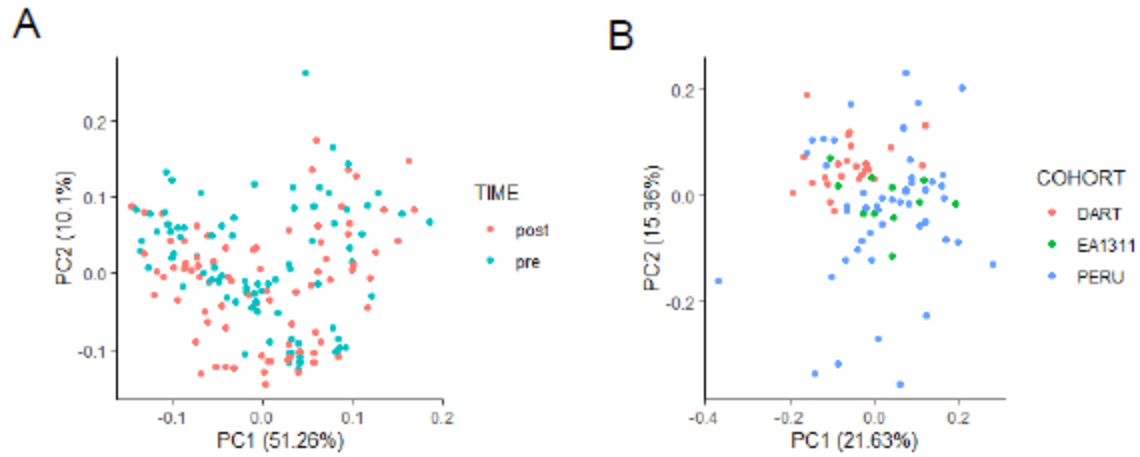 A
PC2 (10.1%)
0.2
0.1
0.0
-0.1
-0.1
0.0
0.1
0.2
PC1 (51.26%)
TIME
post
pre
B
PC2 (15.36%)
0.2
0.0
-0.2
-0.4
-0.2
0.0
0.2
PC1 (21.63%)
COHORT
DART
EA1311
PERU